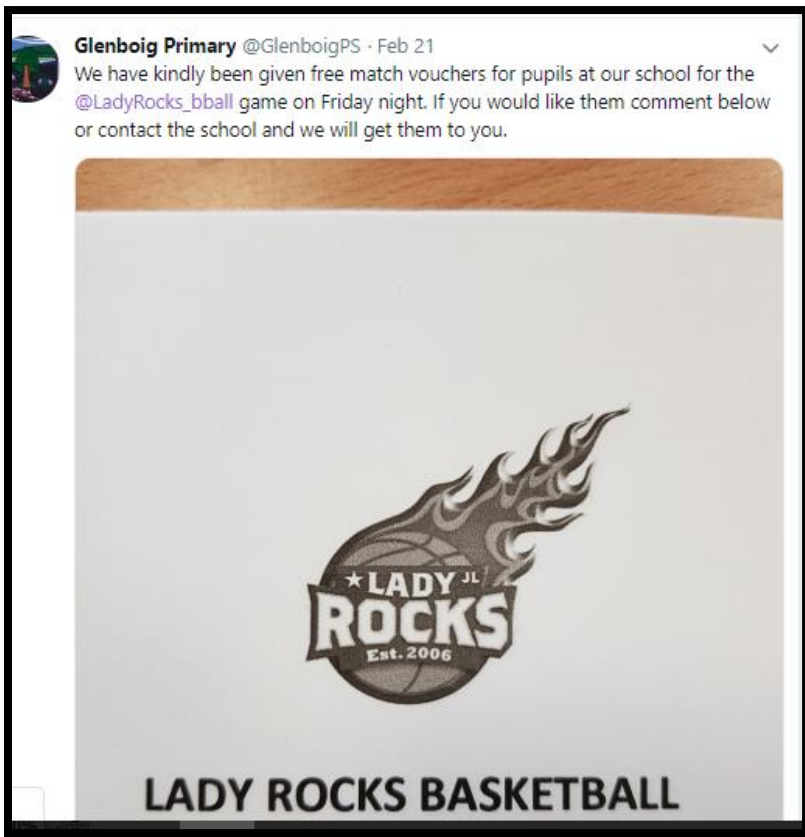 Glenboig Primary @GlenboigPS · Feb 21
We have kindly been given free match vouchers for pupils at our school for the
@LadyRocks_bball game on Friday night. If you would like them comment below
or contact the school and we will get them to you.
★LADY JL
ROCKS
Est. 2006
LADY ROCKS BASKETBALL